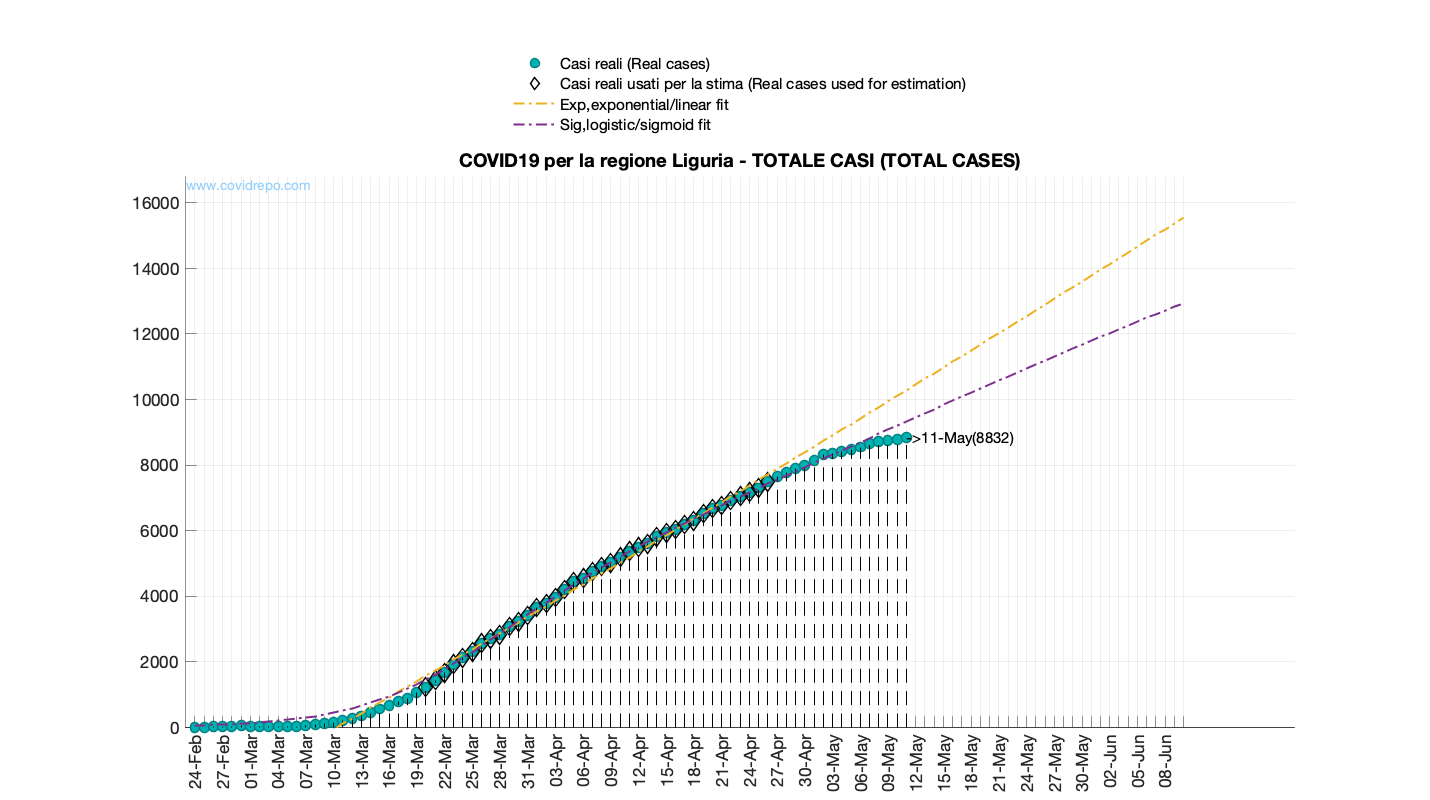 Casi reali (Real cases)
Casi reali usati per la stima (Real cases used for estimation)
Exp,exponential/linear fit
Sig,logistic/sigmoid fit
COVID19 per la regione Liguria - TOTALE CASI (TOTAL CASES)
www.covidrepo.com
16000
14000
12000
10000
8000
6000
4000
2000
0
->11-May(8832)
24-Feb
27-Feb
01-Mar
04-Mar
07-Mar
10-Mar
13-Mar
16-Mar
19-Mar
22-Mar
25-Mar
28-Mar
31-Mar
03-Apr
06-Apr
09-Apr
12-Apr
15-Apr
18-Apr
21-Apr
24-Apr
27-Apr
30-Apr
03-May
06-May
09-May
12-May
15-May
18-May
21-May
24-May
27-May
30-May
02-Jun
05-Jun
08-Jun